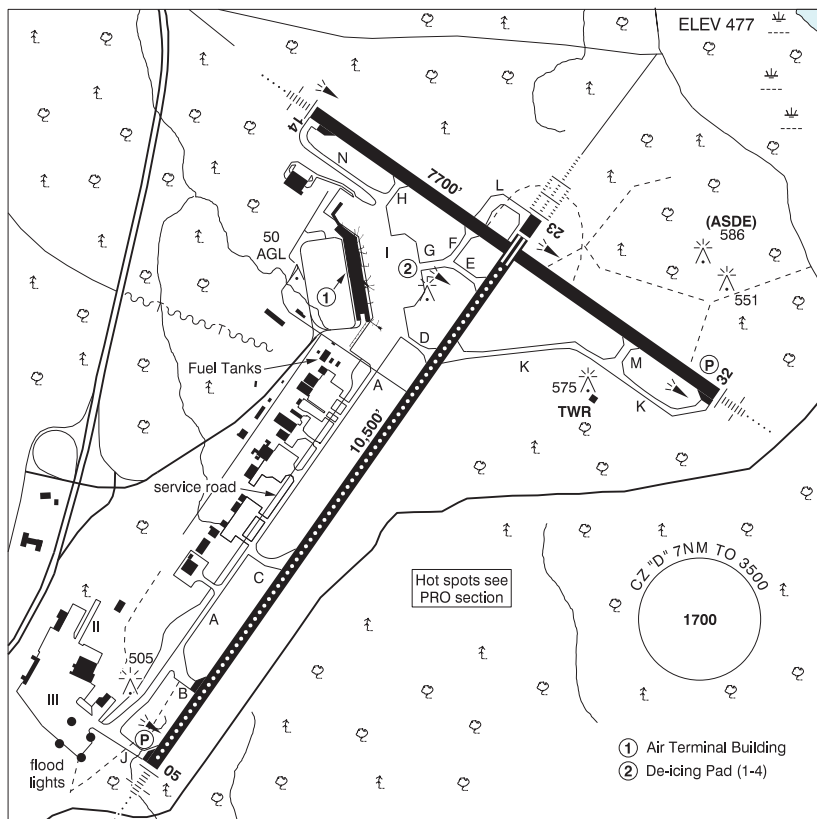 ELEV 477
14
N
7700'
H
L
23
(ASDE)
586
50
AGL
I
G
F
E
2
1
551
D
Fuel Tanks
A
K
M
P
32
575
K
TWR
10,500'
service road
C
Hot spots see
PRO section
CZ "D" 7NM TO 3500
1700
A
II
505
III
B
P
J
05
flood
lights
1 Air Terminal Building
2 De-icing Pad (1-4)